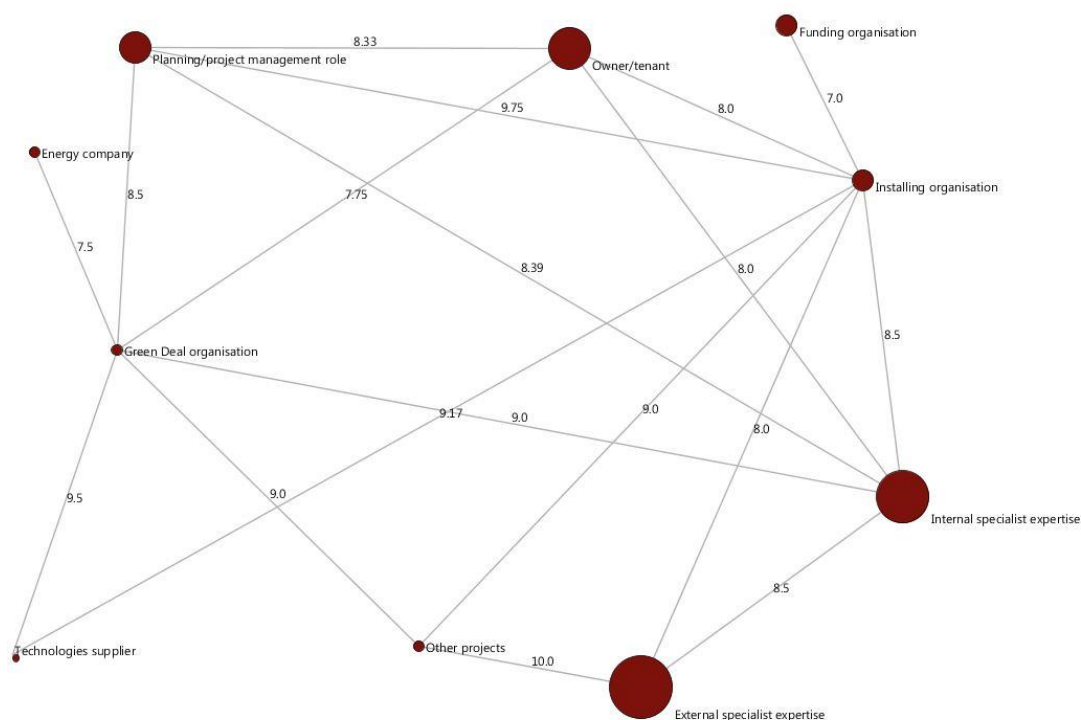 Funding organisation
8.33
Planning/project management role
Owner/tenant
7.0
9.75
8.0
Energy company
Installing organisation
8.5
7.75
7.5
8.39
8.0
8.5
Green Deal organisation
9.17
9.0
9.0
8.0
9.5
9.0
Internal specialist expertise
8.5
Technologies supplier
Other projects
10.0
External specialist expertise